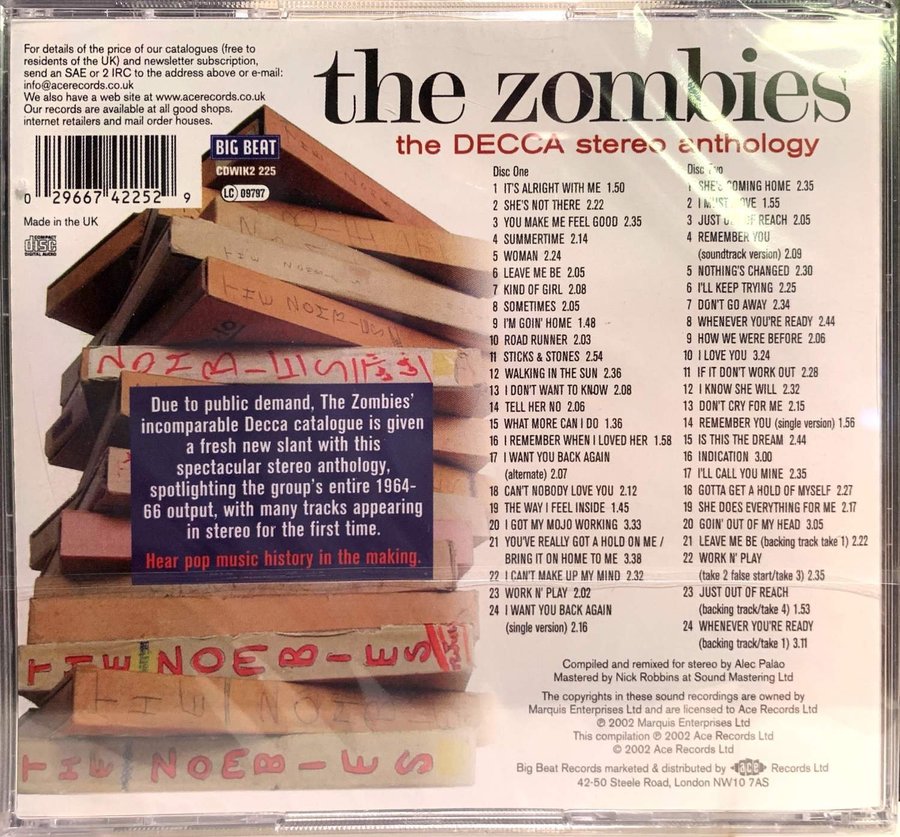 For details of the price of our catalogues (free to
residents of the UK) and newsletter subscription,
send an SAE or 2 IRC to the address above or e-mail:
info@acerecords.co.uk
We also have a web site at www.acerecords.co.uk
Our records are available at all good shops.
internet retailers and mail order houses.
0 29667 42252 9
Made in the UK
COMPACT
disc
DIGITAL AUDIO
BIG BEAT
CDWIK2 225
LC 09797
the zombies
the DECCA stereo anthology
Disc One
1 IT'S ALRIGHT WITH ME 1.50
2 SHE'S NOT THERE 2.22
3 YOU MAKE ME FEEL GOOD 2.35
4 SUMMERTIME 2.14
5 WOMAN 2.24
6 LEAVE ME BE 2.05
7 KIND OF GIRL 2.08
8 SOMETIMES 2.05
9 I'M GOIN' HOME 1.48
10 ROAD RUNNER 2.03
11 STICKS & STONES 2.54
12 WALKING IN THE SUN 2.36
13 I DON'T WANT TO KNOW 2.08
14 TELL HER NO 2.06
15 WHAT MORE CAN I DO 1.36
16 I REMEMBER WHEN I LOVED HER 1.58
17 I WANT YOU BACK AGAIN
(alternate) 2.07
18 CAN'T NOBODY LOVE YOU 2.12
19 THE WAY I FEEL INSIDE 1.45
20 I GOT MY MOJO WORKING 3.33
21 YOU'VE REALLY GOT A HOLD ON ME /
BRING IT ON HOME TO ME 3.38
22 I CAN'T MAKE UP MY MIND 2.32
23 WORK N' PLAY 2.02
24 I WANT YOU BACK AGAIN
(single version) 2.16
Disc Two
1 SHE'S COMING HOME 2.35
2 I MUST MOVE 1.55
3 JUST OUT OF REACH 2.05
4 REMEMBER YOU
(soundtrack version) 2.09
5 NOTHING'S CHANGED 2.30
6 I'LL KEEP TRYING 2.25
7 DON'T GO AWAY 2.34
8 WHENEVER YOU'RE READY 2.44
9 HOW WE WERE BEFORE 2.06
10 I LOVE YOU 3.24
11 IF IT DON'T WORK OUT 2.28
12 I KNOW SHE WILL 2.32
13 DON'T CRY FOR ME 2.15
14 REMEMBER YOU (single version) 1.56
15 IS THIS THE DREAM 2.44
16 INDICATION 3.00
17 I'LL CALL YOU MINE 2.35
18 GOTTA GET A HOLD OF MYSELF 2.27
19 SHE DOES EVERYTHING FOR ME 2.17
20 GOIN' OUT OF MY HEAD 3.05
21 LEAVE ME BE (backing track take 1) 2.22
22 WORK N' PLAY
(take 2 false start/take 3) 2.35
23 JUST OUT OF REACH
(backing track/take 4) 1.53
24 WHENEVER YOU'RE READY
(backing track/take 1) 3.11
THE NOMB-IES
NOMB-IES
Due to public demand, The Zombies'
incomparable Decca catalogue is given
a fresh new slant with this
spectacular stereo anthology,
spotlighting the group's entire 1964-
66 output, with many tracks appearing
in stereo for the first time.
Hear pop music history in the making.
THE NOMBIES
THE NOMB
THE NOMBIES
Compiled and remixed for stereo by Alec Palao
Mastered by Nick Robbins at Sound Mastering Ltd
The copyrights in these sound recordings are owned by
Marquis Enterprises Ltd and are licensed to Ace Records Ltd
℗ 2002 Marquis Enterprises Ltd
This compilation ℗ 2002 Ace Records Ltd
© 2002 Ace Records Ltd
Big Beat Records marketed & distributed by ace Records Ltd
42-50 Steele Road, London NW10 7AS